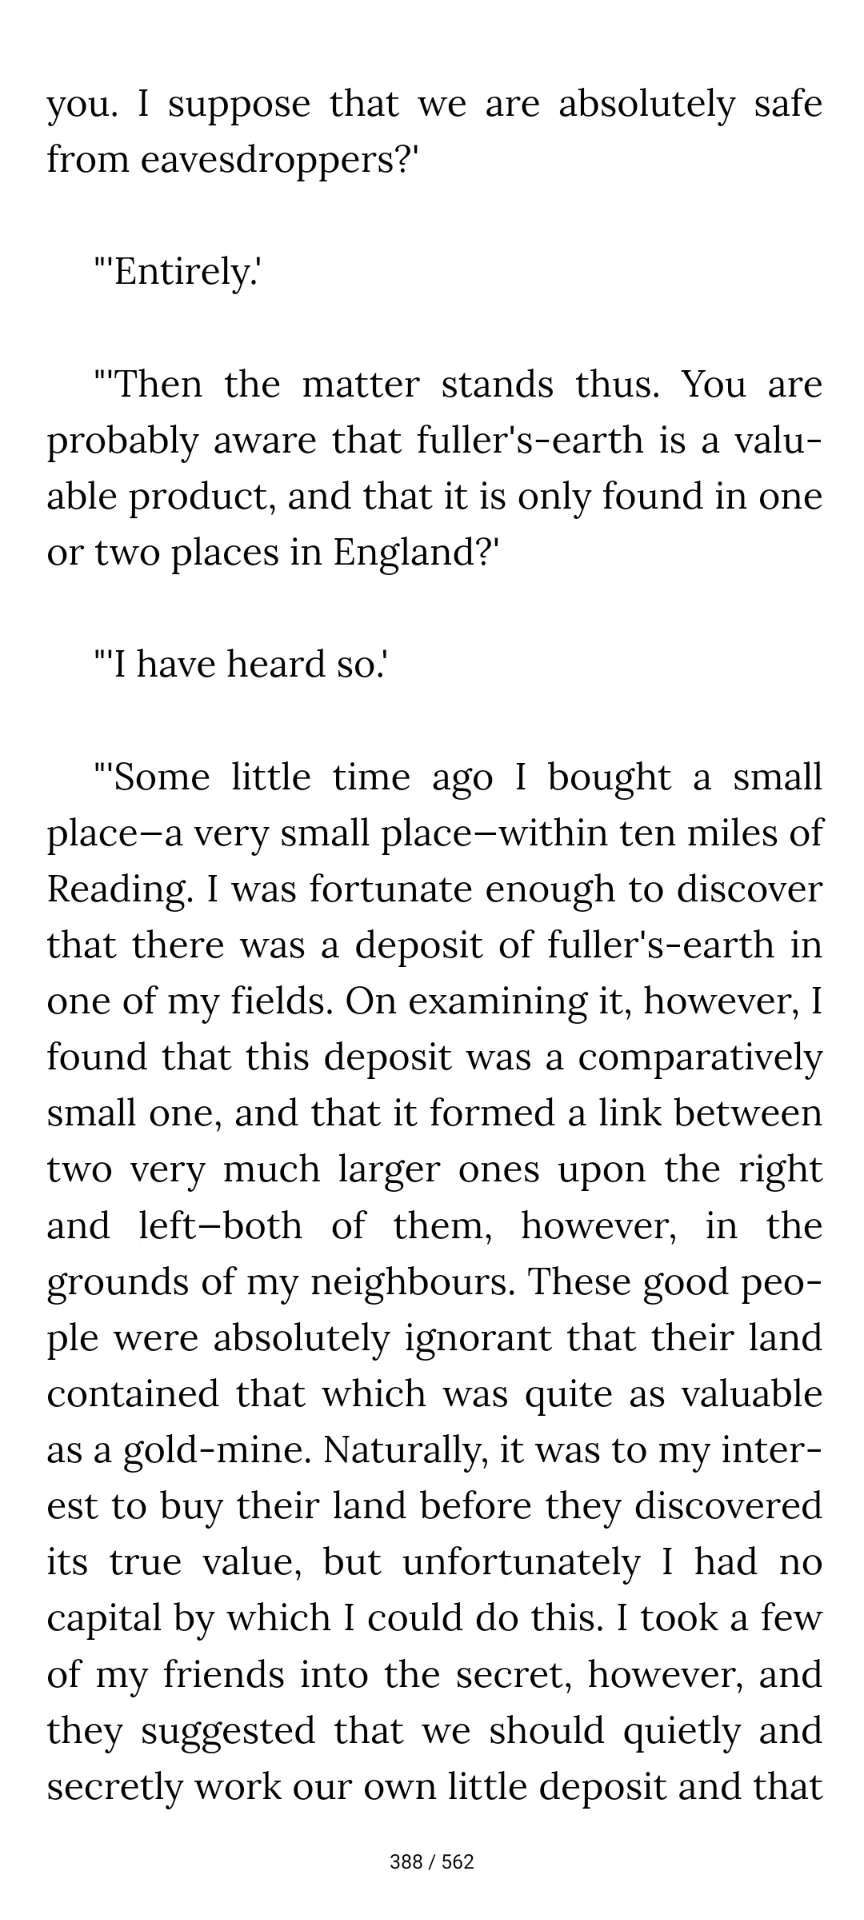 you. I suppose that we are absolutely safe
from eavesdroppers?'
"'Entirely.'
"'Then the matter stands thus. You are
probably aware that fuller's-earth is a valu-
able product, and that it is only found in one
or two places in England?'
"'I have heard so.'
"'Some little time ago I bought a small
place—a very small place—within ten miles of
Reading. I was fortunate enough to discover
that there was a deposit of fuller's-earth in
one of my fields. On examining it, however, I
found that this deposit was a comparatively
small one, and that it formed a link between
two very much larger ones upon the right
and left—both of them, however, in the
grounds of my neighbours. These good peo-
ple were absolutely ignorant that their land
contained that which was quite as valuable
as a gold-mine. Naturally, it was to my inter-
est to buy their land before they discovered
its true value, but unfortunately I had no
capital by which I could do this. I took a few
of my friends into the secret, however, and
they suggested that we should quietly and
secretly work our own little deposit and that
388 / 562